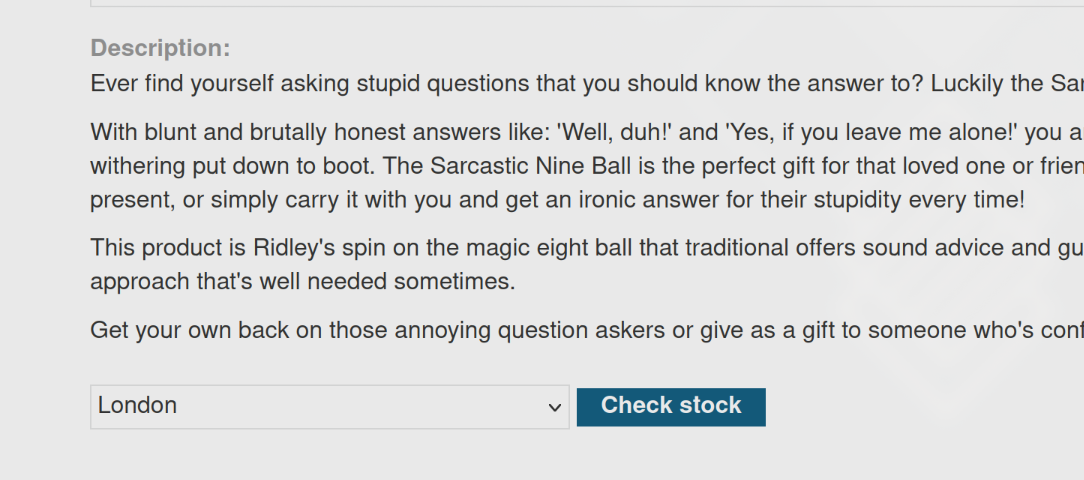 Description:
Ever find yourself asking stupid questions that you should know the answer to? Luckily the
With blunt and brutally honest answers like: 'Well, duh!' and 'Yes, if you leave me alone!' you
withering put down to boot. The Sarcastic Nine Ball is the perfect gift for that loved one or
present, or simply carry it with you and get an ironic answer for their stupidity every time!
This product is Ridley's spin on the magic eight ball that traditional offers sound advice and
approach that's well needed sometimes.
Get your own back on those annoying question askers or give as a gift to someone who's
London
Check stock